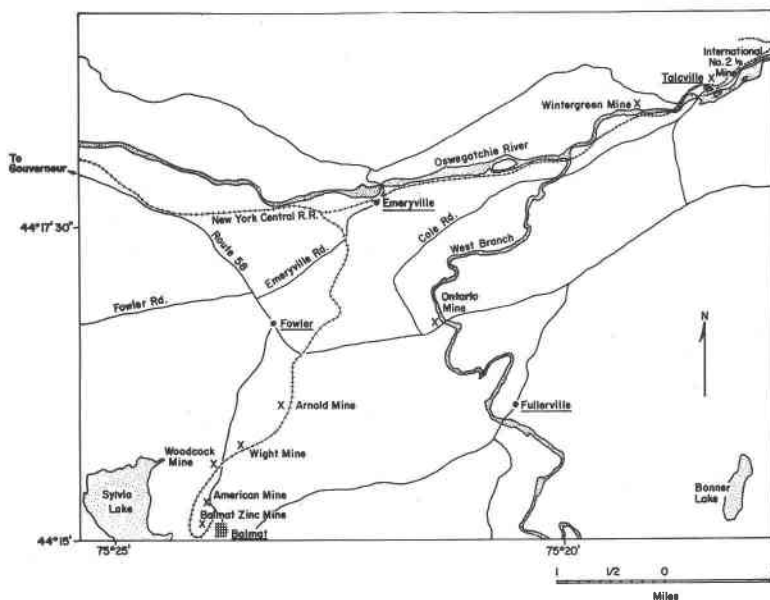 International
No. 2 ½
Mine
Talcville
Wintergreen Mine
Oswegotchie River
To
Gouverneur
Emeryville
New York Central R.R.
44°17'30"
Cole Rd.
West Branch
Route 58
Emeryville Rd.
Fowler Rd.
Ontario
Mine
Fowler
N
Arnold Mine
Fullerville
Wight Mine
Woodcock
Mine
Sylvia
Lake
American Mine
Balmat Zinc Mine
Balmat
Bonner
Lake
44°15'
75°25'
75°20'
1 1/2 0
Miles